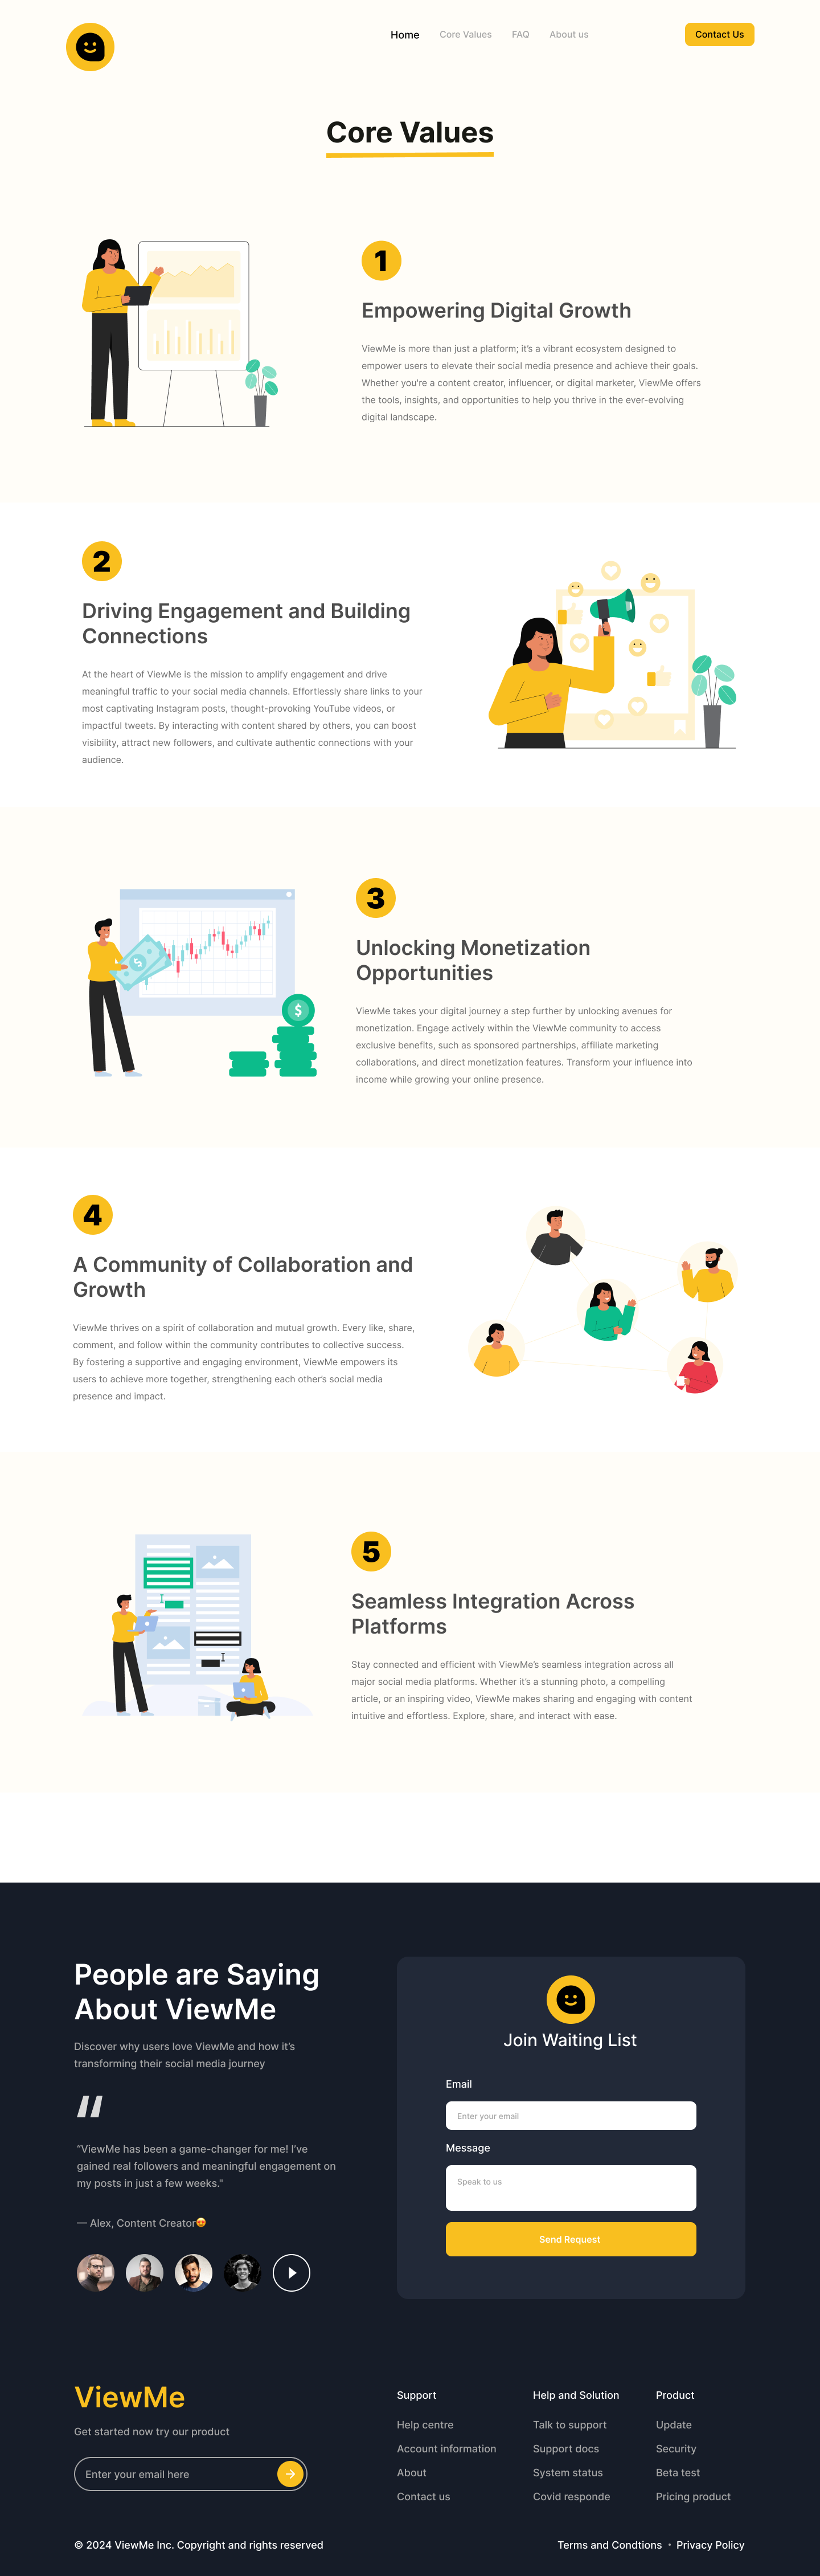 Home
Core Values
FAQ
About us
Contact Us
Core Values
1
Empowering Digital Growth
ViewMe is more than just a platform; it’s a vibrant ecosystem designed to
empower users to elevate their social media presence and achieve their goals.
Whether you're a content creator, influencer, or digital marketer, ViewMe offers
the tools, insights, and opportunities to help you thrive in the ever-evolving
digital landscape.
2
Driving Engagement and Building
Connections
At the heart of ViewMe is the mission to amplify engagement and drive
meaningful traffic to your social media channels. Effortlessly share links to your
most captivating Instagram posts, thought-provoking YouTube videos, or
impactful tweets. By interacting with content shared by others, you can boost
visibility, attract new followers, and cultivate authentic connections with your
audience.
3
Unlocking Monetization
Opportunities
ViewMe takes your digital journey a step further by unlocking avenues for
monetization. Engage actively within the ViewMe community to access
exclusive benefits, such as sponsored partnerships, affiliate marketing
collaborations, and direct monetization features. Transform your influence into
income while growing your online presence.
$
$
4
A Community of Collaboration and
Growth
ViewMe thrives on a spirit of collaboration and mutual growth. Every like, share,
comment, and follow within the community contributes to collective success.
By fostering a supportive and engaging environment, ViewMe empowers its
users to achieve more together, strengthening each other’s social media
presence and impact.
5
Seamless Integration Across
Platforms
Stay connected and efficient with ViewMe’s seamless integration across all
major social media platforms. Whether it’s a stunning photo, a compelling
article, or an inspiring video, ViewMe makes sharing and engaging with content
intuitive and effortless. Explore, share, and interact with ease.
People are Saying
About ViewMe
Discover why users love ViewMe and how it’s
transforming their social media journey
"
“ViewMe has been a game-changer for me! I’ve
gained real followers and meaningful engagement on
my posts in just a few weeks."
— Alex, Content Creator😍
Join Waiting List
Email
Enter your email
Message
Speak to us
Send Request
ViewMe
Get started now try our product
Enter your email here
Support
Help centre
Account information
About
Contact us
Help and Solution
Talk to support
Support docs
System status
Covid responde
Product
Update
Security
Beta test
Pricing product
© 2024 ViewMe Inc. Copyright and rights reserved
Terms and Condtions • Privacy Policy